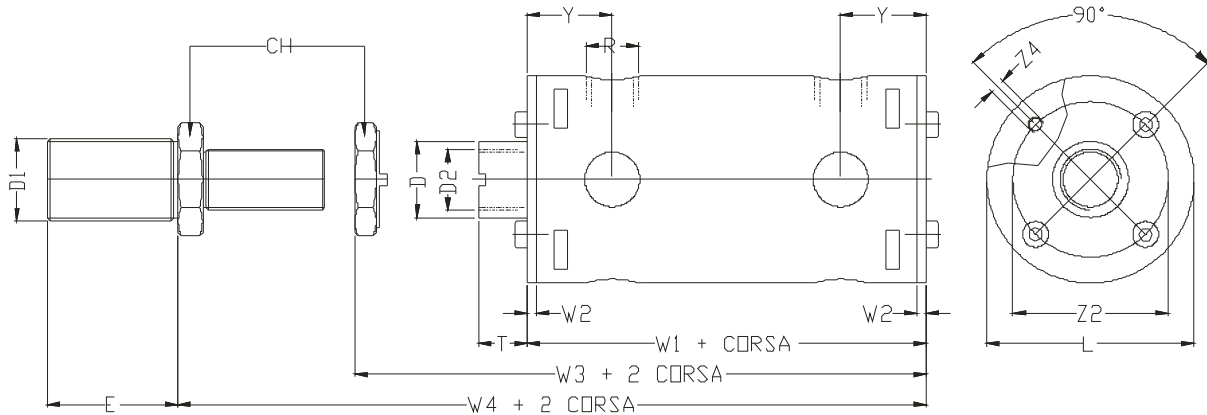 Y
Y
90°
CH
R
Z4
D1
D
D2
W2
W2
Z2
T
W1 + CORSA
L
W3 + 2 CORSA
E
W4 + 2 CORSA